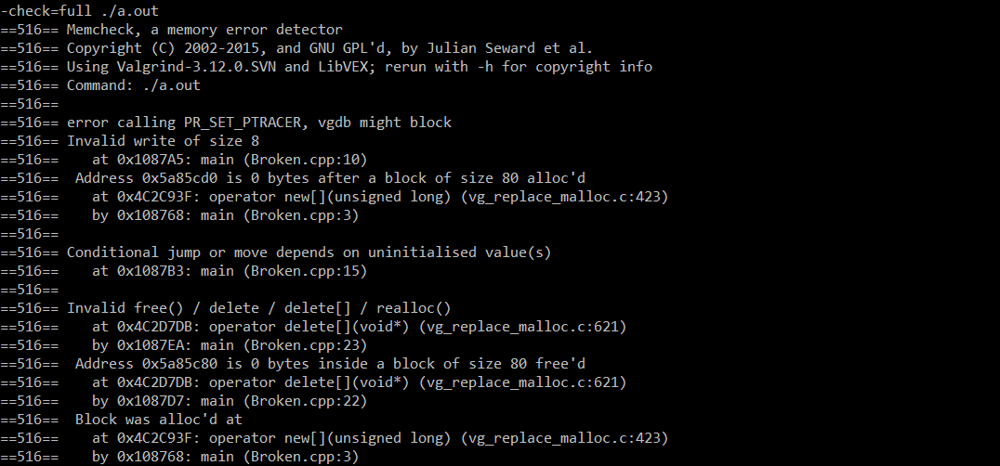 -check=full ./a.out
==516== Memcheck, a memory error detector
==516== Copyright (C) 2002-2015, and GNU GPL'd, by Julian Seward et al.
==516== Using Valgrind-3.12.0.SVN and LibVEX; rerun with -h for copyright info
==516== Command: ./a.out
==516==
==516== error calling PR_SET_PTRACER, vgdb might block
==516== Invalid write of size 8
==516==    at 0x1087A5: main (Broken.cpp:10)
==516==  Address 0x5a85cd0 is 0 bytes after a block of size 80 alloc'd
==516==    at 0x4C2C93F: operator new[](unsigned long) (vg_replace_malloc.c:423)
==516==    by 0x108768: main (Broken.cpp:3)
==516==
==516== Conditional jump or move depends on uninitialised value(s)
==516==    at 0x1087B3: main (Broken.cpp:15)
==516==
==516== Invalid free() / delete / delete[] / realloc()
==516==    at 0x4C2D7DB: operator delete[](void*) (vg_replace_malloc.c:621)
==516==    by 0x1087EA: main (Broken.cpp:23)
==516==  Address 0x5a85c80 is 0 bytes inside a block of size 80 free'd
==516==    at 0x4C2D7DB: operator delete[](void*) (vg_replace_malloc.c:621)
==516==    by 0x1087D7: main (Broken.cpp:22)
==516==  Block was alloc'd at
==516==    at 0x4C2C93F: operator new[](unsigned long) (vg_replace_malloc.c:423)
==516==    by 0x108768: main (Broken.cpp:3)